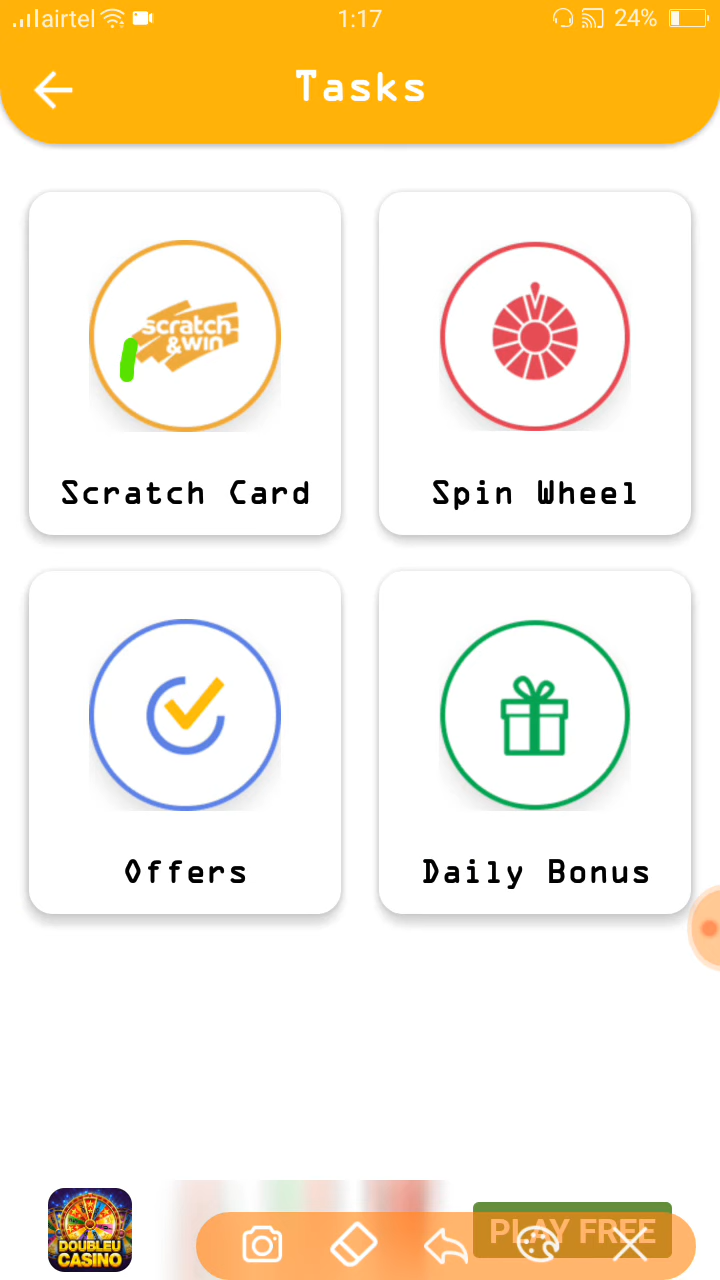 airtel 1:17 24%
Tasks
scratch
&win
Scratch Card
Spin Wheel
Offers
Daily Bonus
DOUBLEU
CASINO
PLAY FREE